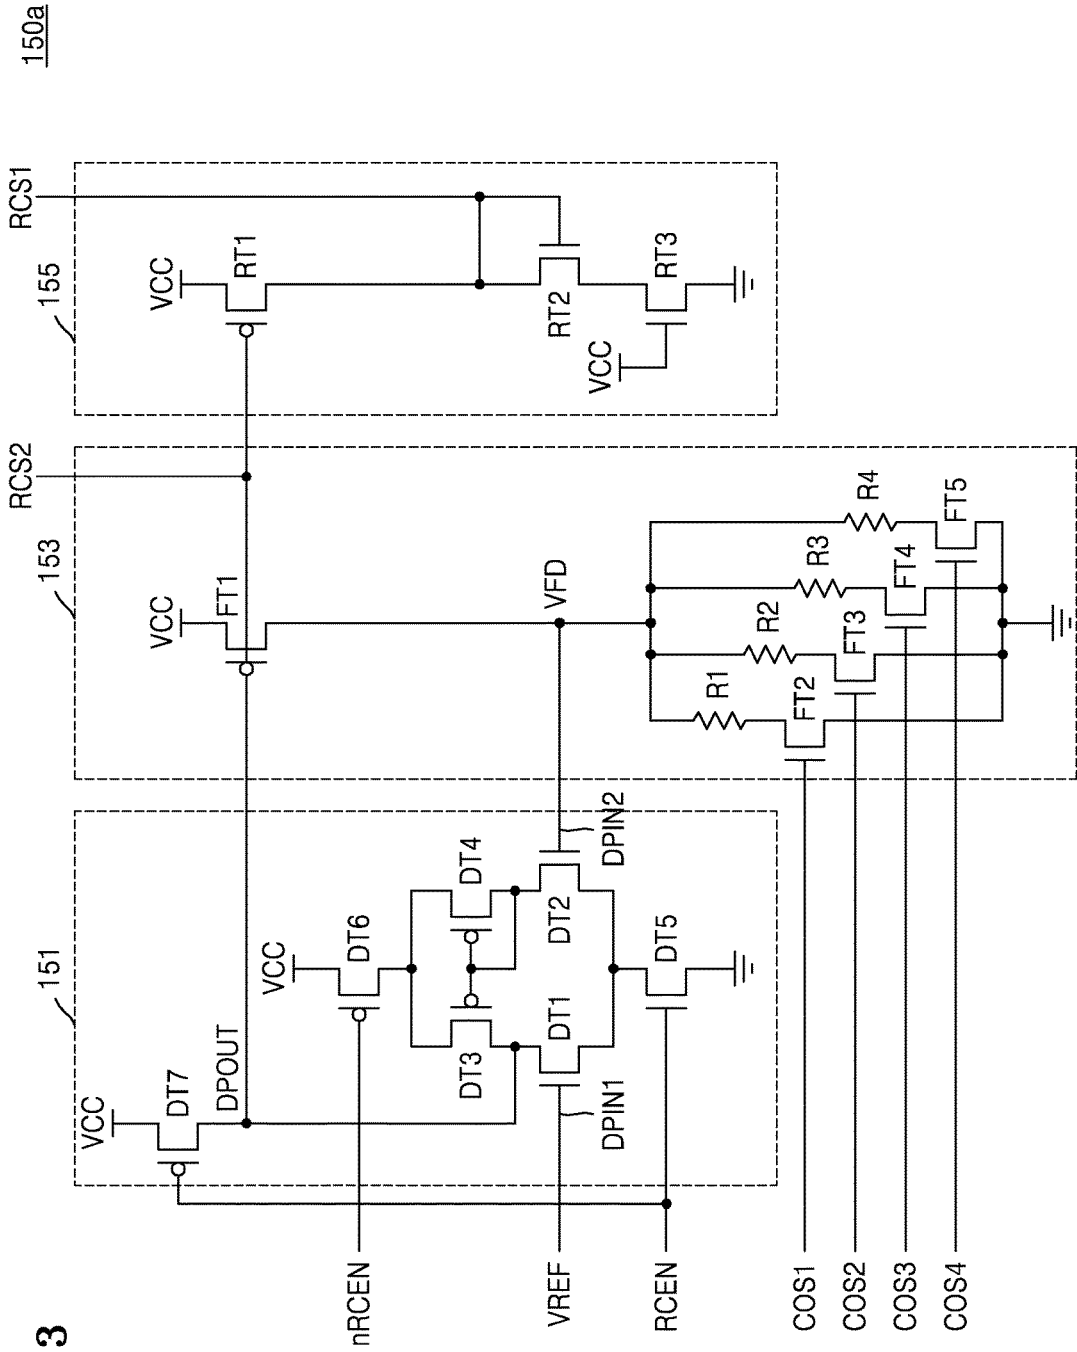 3
150a
151
153
155
RCS2
RCS1
VCC
DT7
DPOUT
VCC
FT1
VCC
RT1
nRCEN
VCC
DT6
DT3
DT4
VREF
DPIN1
DT1
DT2
DPIN2
VFD
RT2
RCEN
DT5
VCC
RT3
COS1
COS2
COS3
COS4
R1
R2
R3
R4
FT2
FT3
FT4
FT5